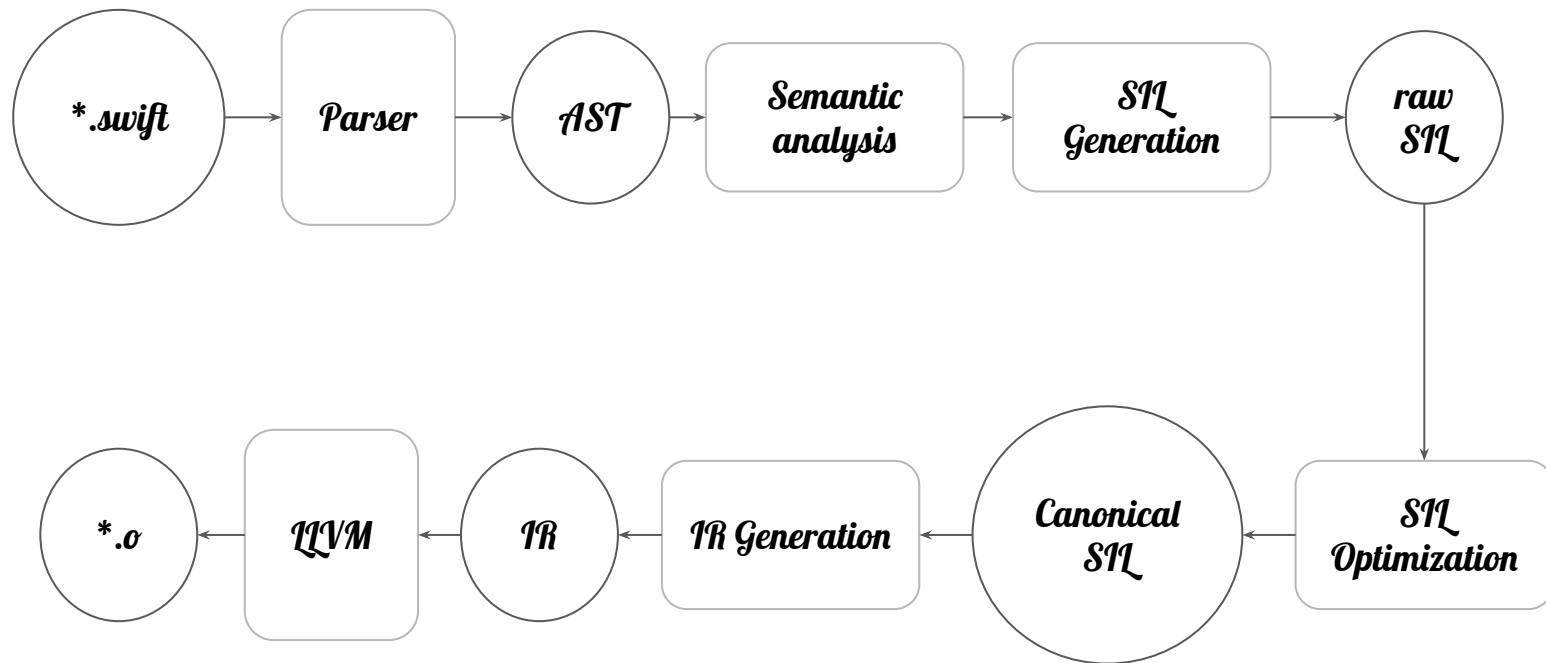 *.swift
Parser
AST
Semantic
analysis
SIL
Generation
raw
SIL
*.o
LLVM
IR
IR Generation
Canonical
SIL
SIL
Optimization